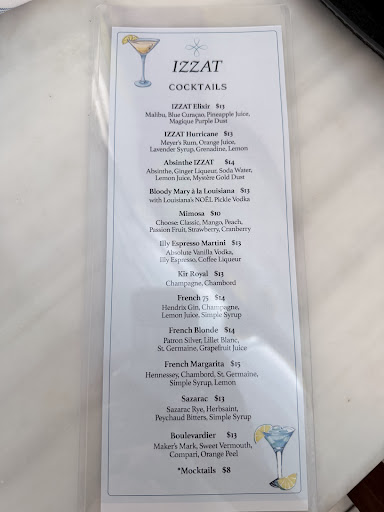 IZZAT
COCKTAILS
IZZAT Elixir $13
Malibu, Blue Curaçao, Pineapple Juice,
Magique Purple Dust
IZZAT Hurricane $13
Meyer's Rum, Orange Juice,
Lavender Syrup, Grenadine, Lemon
Absinthe IZZAT $14
Absinthe, Ginger Liqueur, Soda Water,
Lemon Juice, Mystère Gold Dust
Bloody Mary à la Louisiana $13
with Louisiana's NOËL Pickle Vodka
Mimosa $10
Choose: Classic, Mango, Peach,
Passion Fruit, Strawberry, Cranberry
Illy Espresso Martini $13
Absolute Vanilla Vodka,
Illy Espresso, Coffee Liqueur
Kir Royal $13
Champagne, Chambord
French 75 $14
Hendrix Gin, Champagne,
Lemon Juice, Simple Syrup
French Blonde $14
Patron Silver, Lillet Blanc,
St. Germaine, Grapefruit Juice
French Margarita $15
Hennessey, Chambord, St. Germaine,
Simple Syrup, Lemon
Sazarac $13
Sazarac Rye, Herbsaint,
Peychaud Bitters, Simple Syrup
Boulevardier $13
Maker's Mark, Sweet Vermouth,
Compari, Orange Peel
*Mocktails $8